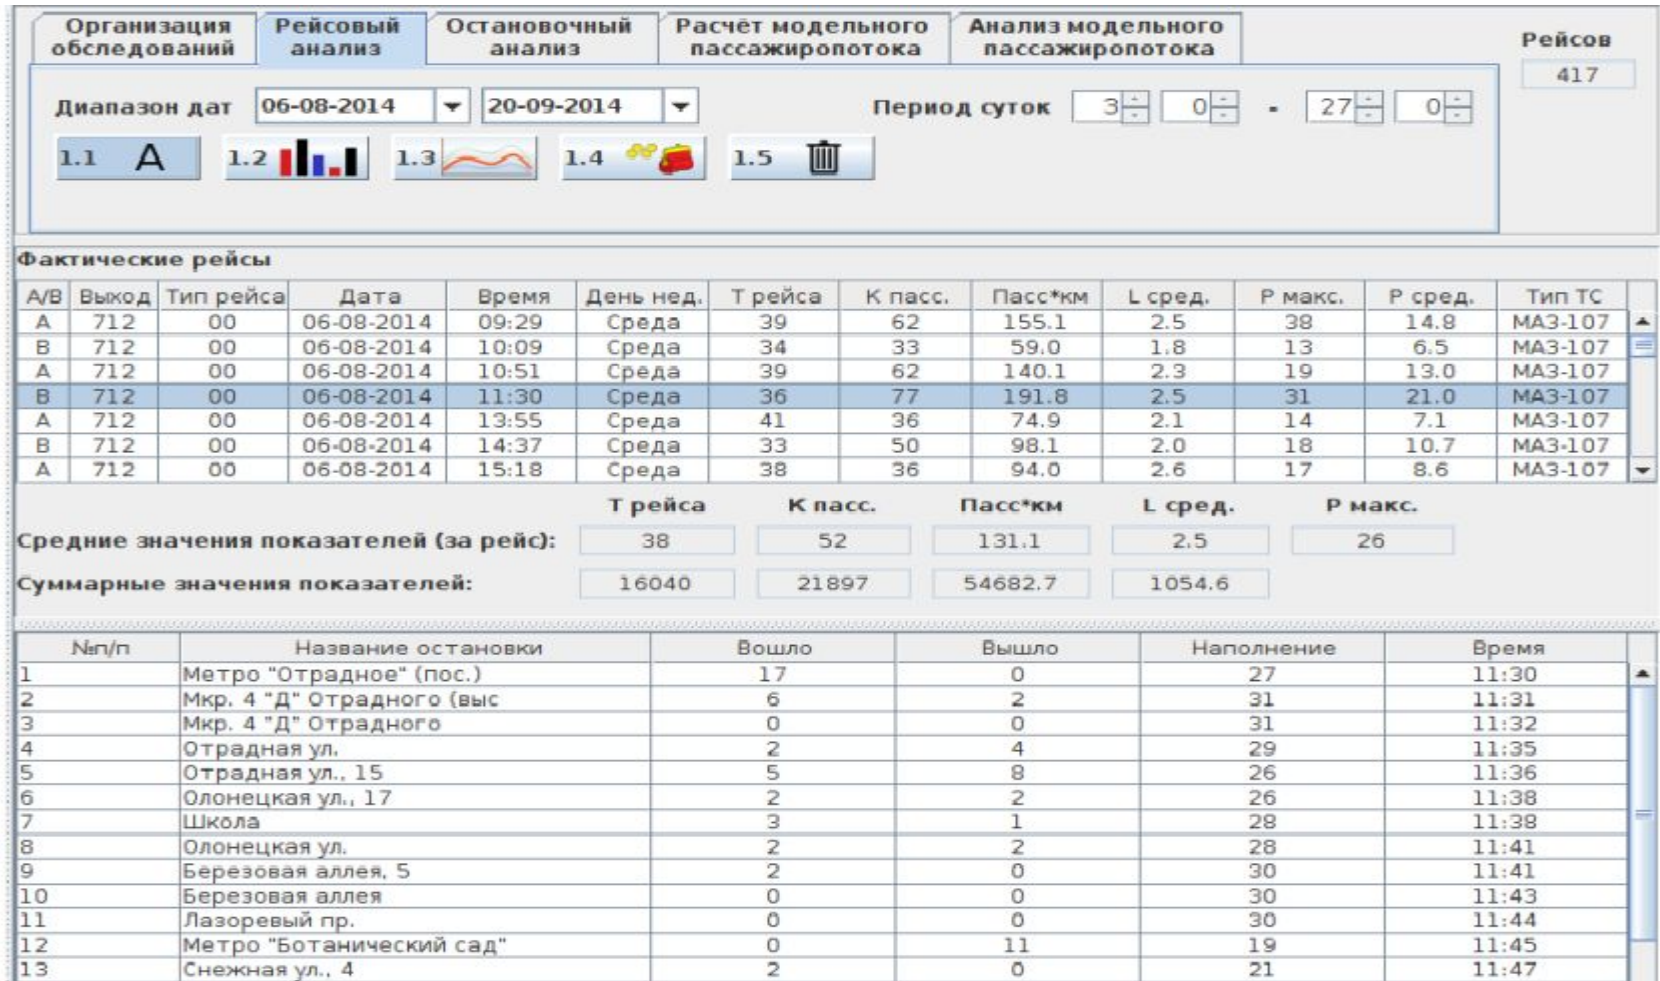 Организация обследований
Рейсовый анализ
Остановочный анализ
Расчёт модельного пассажиропотока
Анализ модельного пассажиропотока
Рейсов
417
Диапазон дат 06-08-2014 20-09-2014 Период суток 3 0 - 27 0
1.1 A 1.2 1.3 1.4 1.5
Фактические рейсы
А/В Выход Тип рейса Дата Время День нед. Т рейса К пасс. Пасс*км L сред. Р макс. Р сред. Тип ТС
А 712 00 06-08-2014 09:29 Среда 39 62 155.1 2.5 38 14.8 МАЗ-107
В 712 00 06-08-2014 10:09 Среда 34 33 59.0 1.8 13 6.5 МАЗ-107
А 712 00 06-08-2014 10:51 Среда 39 62 140.1 2.3 19 13.0 МАЗ-107
В 712 00 06-08-2014 11:30 Среда 36 77 191.8 2.5 31 21.0 МАЗ-107
А 712 00 06-08-2014 13:55 Среда 41 36 74.9 2.1 14 7.1 МАЗ-107
В 712 00 06-08-2014 14:37 Среда 33 50 98.1 2.0 18 10.7 МАЗ-107
А 712 00 06-08-2014 15:18 Среда 38 36 94.0 2.6 17 8.6 МАЗ-107
Т рейса К пасс. Пасс*км L сред. Р макс.
Средние значения показателей (за рейс): 38 52 131.1 2.5 26
Суммарные значения показателей: 16040 21897 54682.7 1054.6
№п/п Название остановки Вошло Вышло Наполнение Время
1 Метро "Отрадное" (пос.) 17 0 27 11:30
2 Мкр. 4 "Д" Отрадного (выс 6 2 31 11:31
3 Мкр. 4 "Д" Отрадного 0 0 31 11:32
4 Отрадная ул. 2 4 29 11:35
5 Отрадная ул., 15 5 8 26 11:36
6 Олонецкая ул., 17 2 2 26 11:38
7 Школа 3 1 28 11:38
8 Олонецкая ул. 2 2 28 11:41
9 Березовая аллея, 5 2 0 30 11:41
10 Березовая аллея 0 0 30 11:43
11 Лазоревый пр. 0 0 30 11:44
12 Метро "Ботанический сад" 0 11 19 11:45
13 Снежная ул., 4 2 0 21 11:47